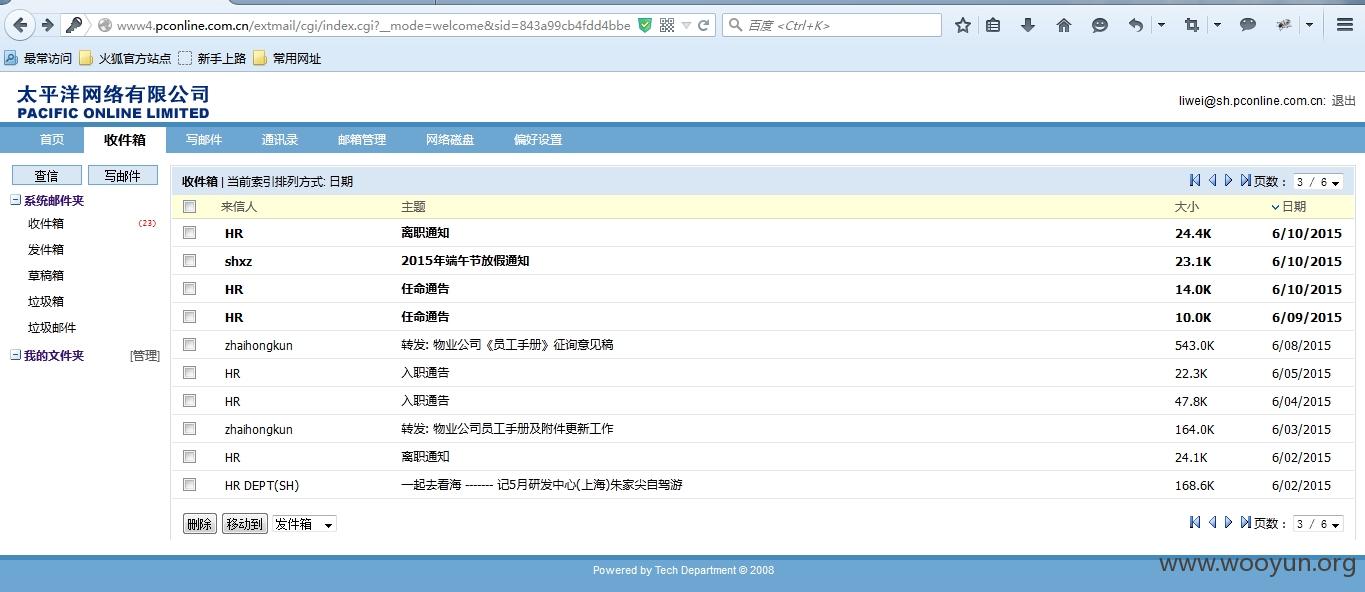 www4.pconline.com.cn/extmail/cgi/index.cgi?__mode=welcome&sid=843a99cb4fdd4bbe 百度 <Ctrl+K>
最常访问 火狐官方站点 新手上路 常用网址
太平洋网络有限公司
PACIFIC ONLINE LIMITED
liwei@sh.pconline.com.cn: 退出
首页 收件箱 写邮件 通讯录 邮箱管理 网络磁盘 偏好设置
查信 写邮件
系统邮件夹
收件箱 (23)
发件箱
草稿箱
垃圾箱
垃圾邮件
我的文件夹 [管理]
收件箱 | 当前索引排列方式: 日期 页数: 3 / 6
来信人 主题 大小 日期
HR 离职通知 24.4K 6/10/2015
shxz 2015年端午节放假通知 23.1K 6/10/2015
HR 任命通告 14.0K 6/10/2015
HR 任命通告 10.0K 6/09/2015
zhaihongkun 转发: 物业公司《员工手册》征询意见稿 543.0K 6/08/2015
HR 入职通告 22.3K 6/05/2015
HR 入职通告 47.8K 6/04/2015
zhaihongkun 转发: 物业公司员工手册及附件更新工作 164.0K 6/03/2015
HR 离职通知 24.1K 6/02/2015
HR DEPT(SH) 一起去看海 ------- 记5月研发中心(上海)朱家尖自驾游 168.6K 6/02/2015
删除 移动到 发件箱 页数: 3 / 6
Powered by Tech Department © 2008
www.wooyun.org